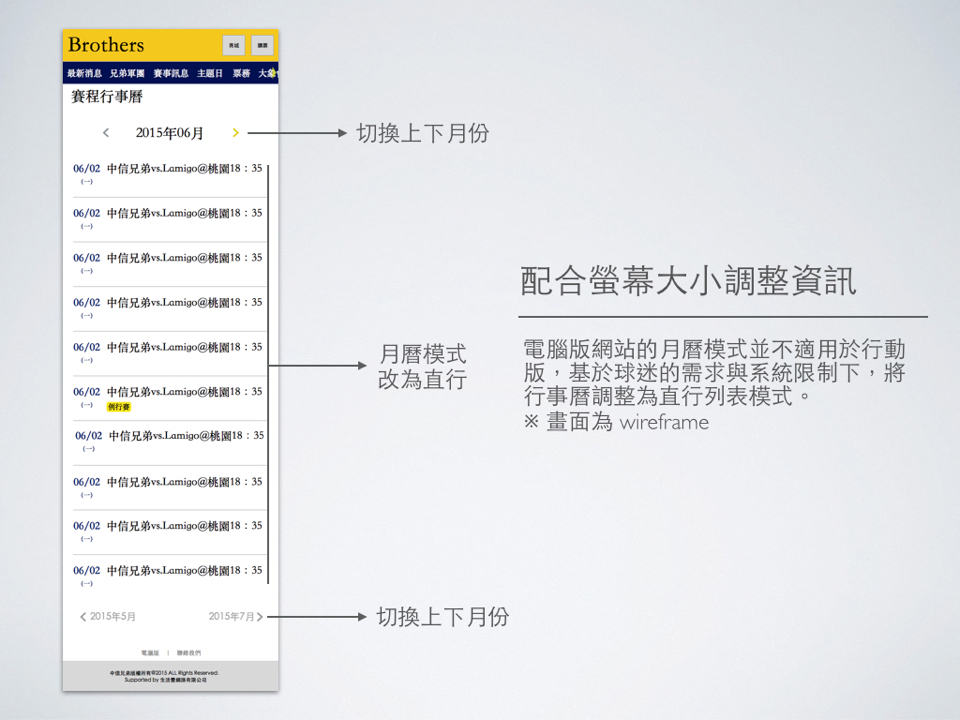 Brothers
商城 購票
最新消息 兄弟軍團 賽事訊息 主題日 票務 大象
賽程行事曆
< 2015年06月 >
切換上下月份
06/02 中信兄弟vs.Lamigo@桃園18：35
(一)
06/02 中信兄弟vs.Lamigo@桃園18：35
(一)
06/02 中信兄弟vs.Lamigo@桃園18：35
(一)
06/02 中信兄弟vs.Lamigo@桃園18：35
(一)
06/02 中信兄弟vs.Lamigo@桃園18：35
(一)
06/02 中信兄弟vs.Lamigo@桃園18：35
(一) 例行賽
06/02 中信兄弟vs.Lamigo@桃園18：35
(一)
06/02 中信兄弟vs.Lamigo@桃園18：35
(一)
06/02 中信兄弟vs.Lamigo@桃園18：35
(一)
06/02 中信兄弟vs.Lamigo@桃園18：35
(一)
月曆模式
改為直行
< 2015年5月 2015年7月 >
切換上下月份
電腦版 | 聯絡我們
中信兄弟版權所有©2015 ALL Rights Reserved.
Supported by 生活雲網路有限公司
配合螢幕大小調整資訊
電腦版網站的月曆模式並不適用於行動
版，基於球迷的需求與系統限制下，將
行事曆調整為直行列表模式。
※ 畫面為 wireframe